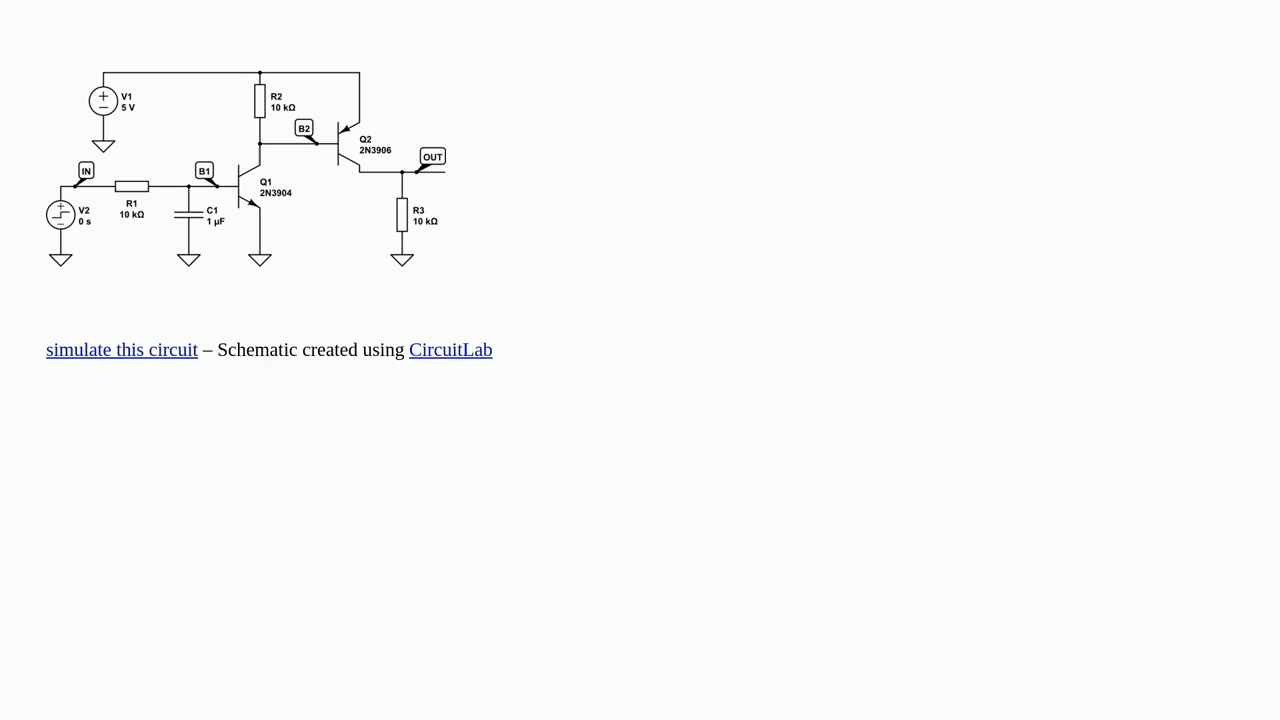 V1
5 V
R2
10 kΩ
B2
Q2
2N3906
OUT
IN
B1
R1
10 kΩ
Q1
2N3904
V2
0 s
C1
1 µF
R3
10 kΩ
simulate this circuit – Schematic created using CircuitLab